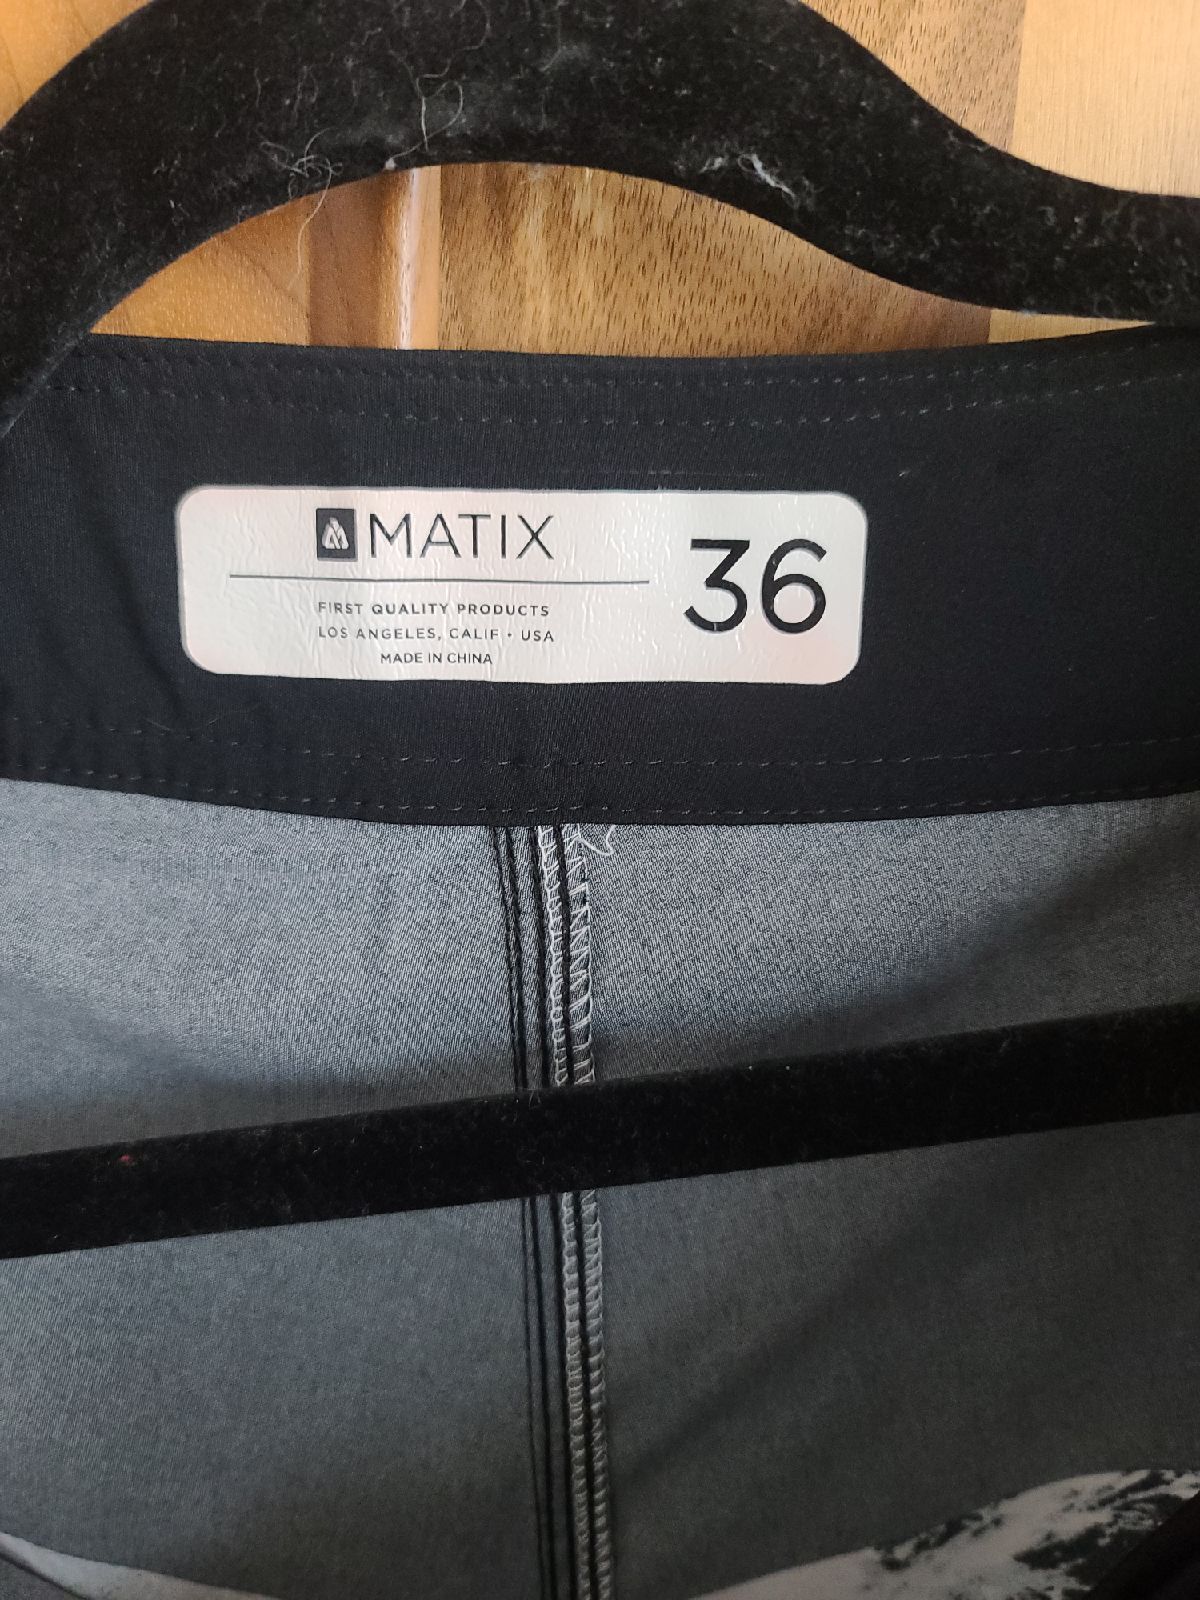 MATIX
36
FIRST QUALITY PRODUCTS
LOS ANGELES, CALIF • USA
MADE IN CHINA